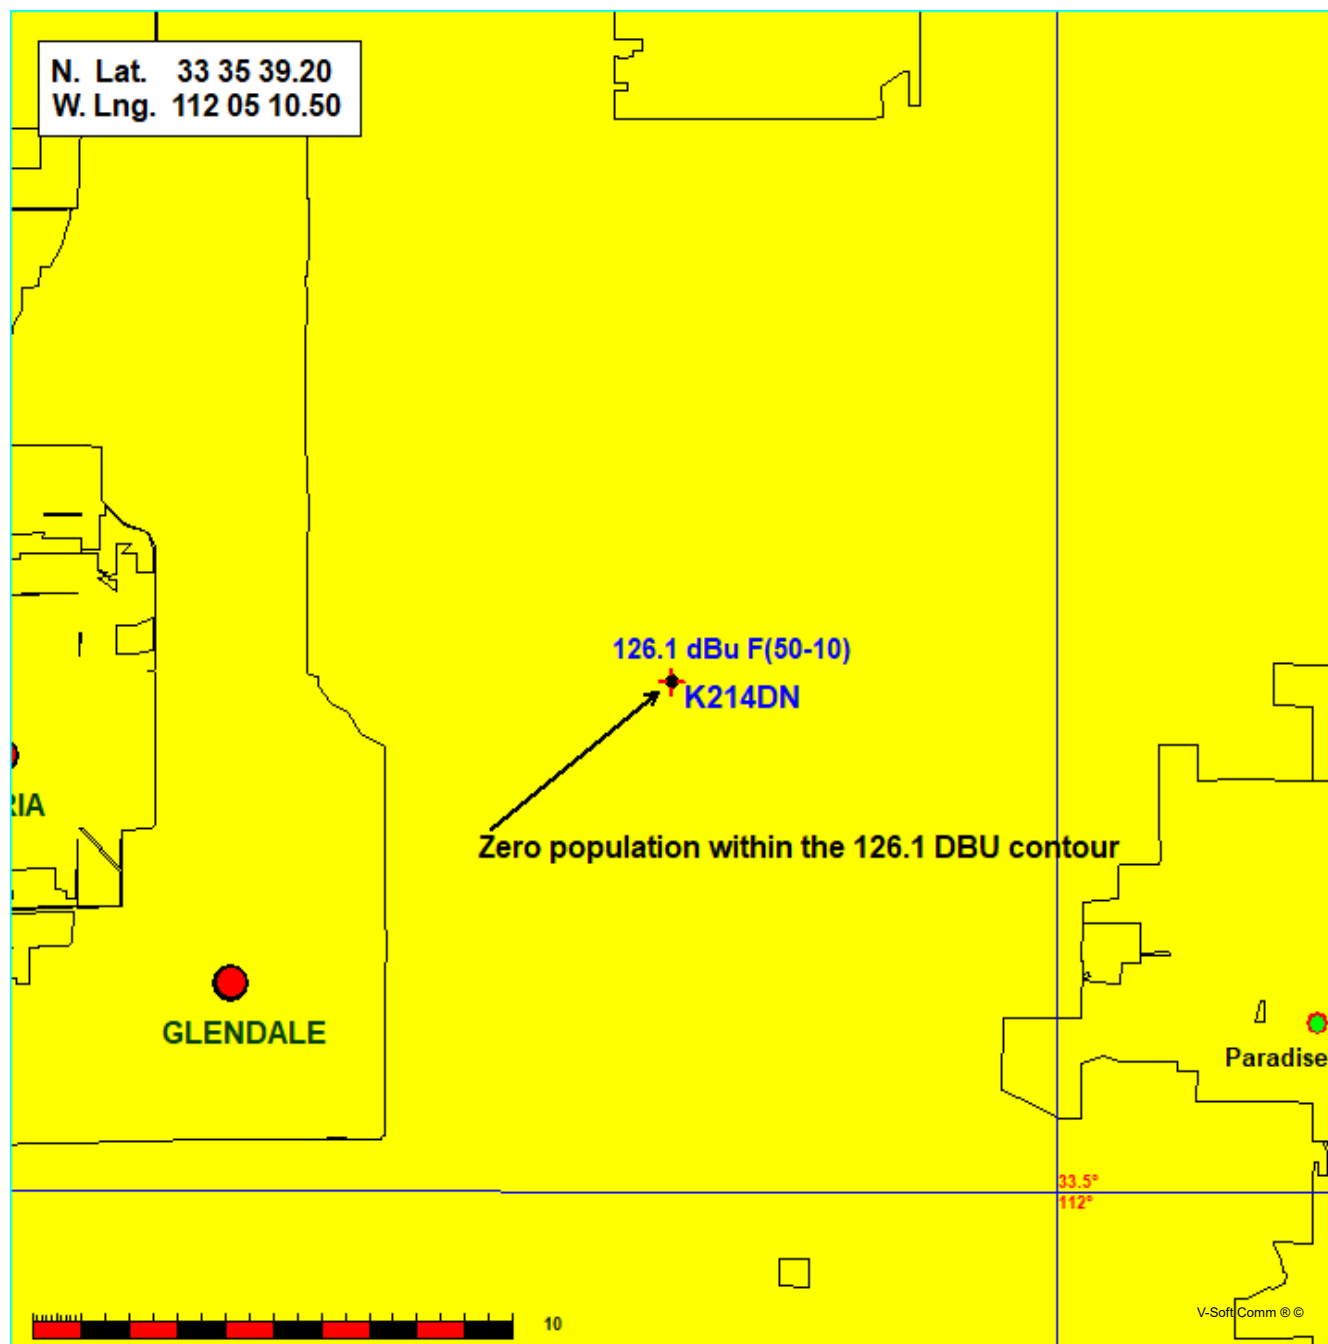 N. Lat. 33 35 39.20
W. Lng. 112 05 10.50
126.1 dBu F(50-10)
K214DN
RIA
Zero population within the 126.1 DBU contour
GLENDALE
Paradise
33.5°
112°
10
V-Soft Comm ® ©